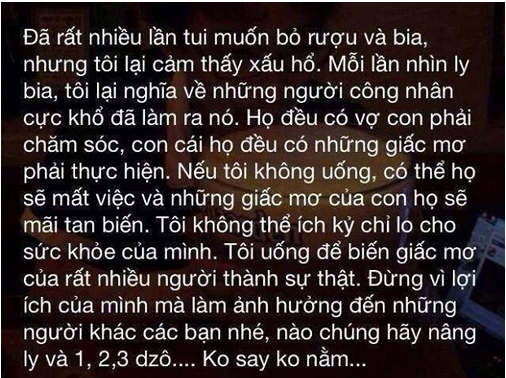 Đã rất nhiều lần tui muốn bỏ rượu và bia,
nhưng tôi lại cảm thấy xấu hổ. Mỗi lần nhìn ly
bia, tôi lại nghĩa về những người công nhân
cực khổ đã làm ra nó. Họ đều có vợ con phải
chăm sóc, con cái họ đều có những giấc mơ
phải thực hiện. Nếu tôi không uống, có thể họ
sẽ mất việc và những giấc mơ của con họ sẽ
mãi tan biến. Tôi không thể ích kỷ chỉ lo cho
sức khỏe của mình. Tôi uống để biến giấc mơ
của rất nhiều người thành sự thật. Đừng vì lợi
ích của mình mà làm ảnh hưởng đến những
người khác các bạn nhé, nào chúng hãy nâng
ly và 1, 2,3 dzô.... Ko say ko nằm...